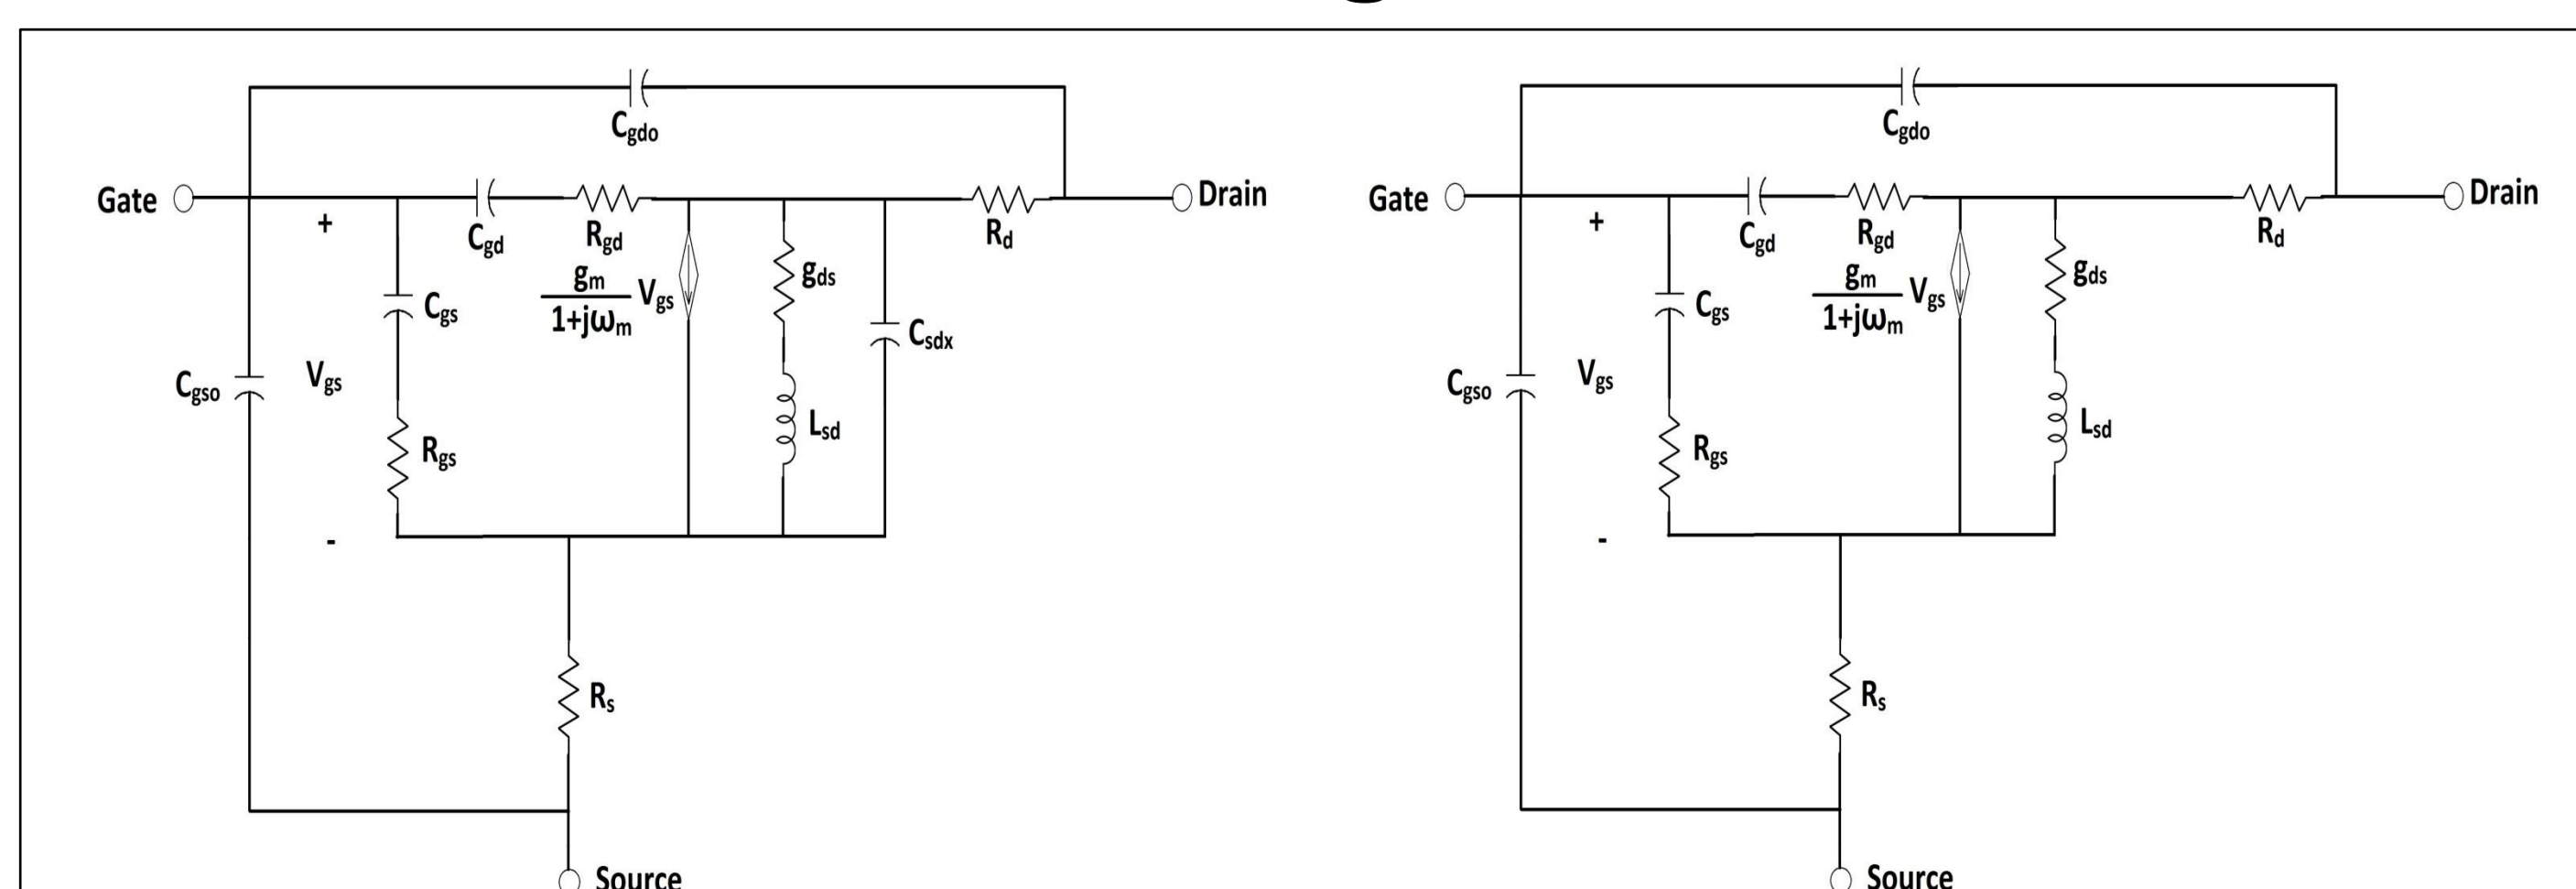 Cgdo
Gate
+
Cgd
Rgd
Rd
Drain
gm
1+jωm
Vgs
gds
Cgs
Csdx
Cgso
Vgs
Rgs
Lsd
-
Rs
Source
Cgdo
Gate
+
Cgd
Rgd
Rd
Drain
gm
1+jωm
Vgs
gds
Cgs
Cgso
Vgs
Rgs
Lsd
-
Rs
Source